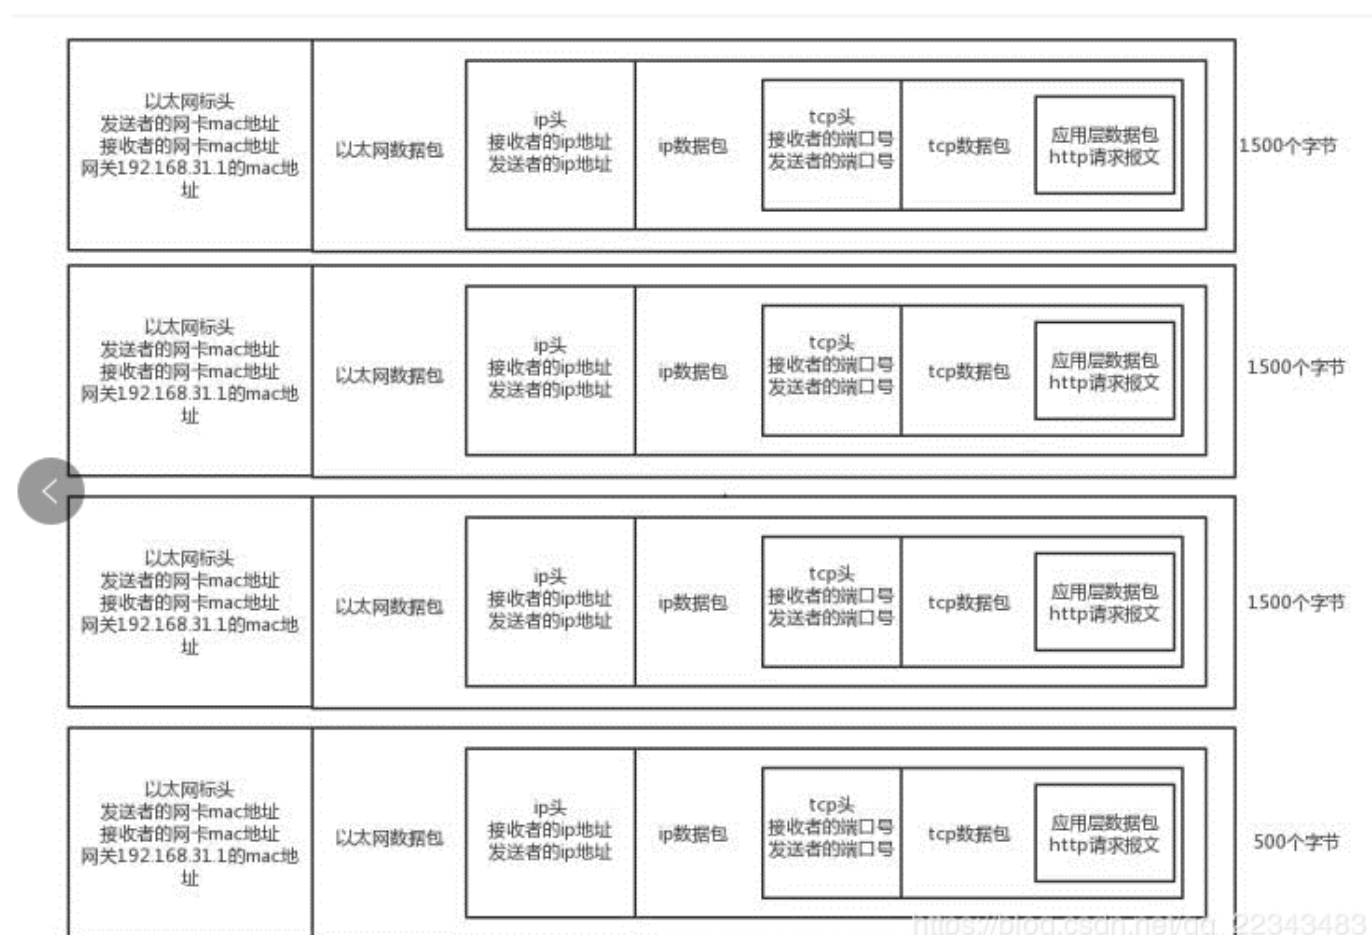 以太网标头
发送者的网卡mac地址
接收者的网卡mac地址
网关192.168.31.1的mac地
址
以太网数据包
ip头
接收者的ip地址
发送者的ip地址
ip数据包
tcp头
接收者的端口号
发送者的端口号
tcp数据包
应用层数据包
http请求报文
1500个字节
以太网标头
发送者的网卡mac地址
接收者的网卡mac地址
网关192.168.31.1的mac地
址
以太网数据包
ip头
接收者的ip地址
发送者的ip地址
ip数据包
tcp头
接收者的端口号
发送者的端口号
tcp数据包
应用层数据包
http请求报文
1500个字节
以太网标头
发送者的网卡mac地址
接收者的网卡mac地址
网关192.168.31.1的mac地
址
以太网数据包
ip头
接收者的ip地址
发送者的ip地址
ip数据包
tcp头
接收者的端口号
发送者的端口号
tcp数据包
应用层数据包
http请求报文
1500个字节
以太网标头
发送者的网卡mac地址
接收者的网卡mac地址
网关192.168.31.1的mac地
址
以太网数据包
ip头
接收者的ip地址
发送者的ip地址
ip数据包
tcp头
接收者的端口号
发送者的端口号
tcp数据包
应用层数据包
http请求报文
500个字节
https://blog.csdn.net/qq_22343483